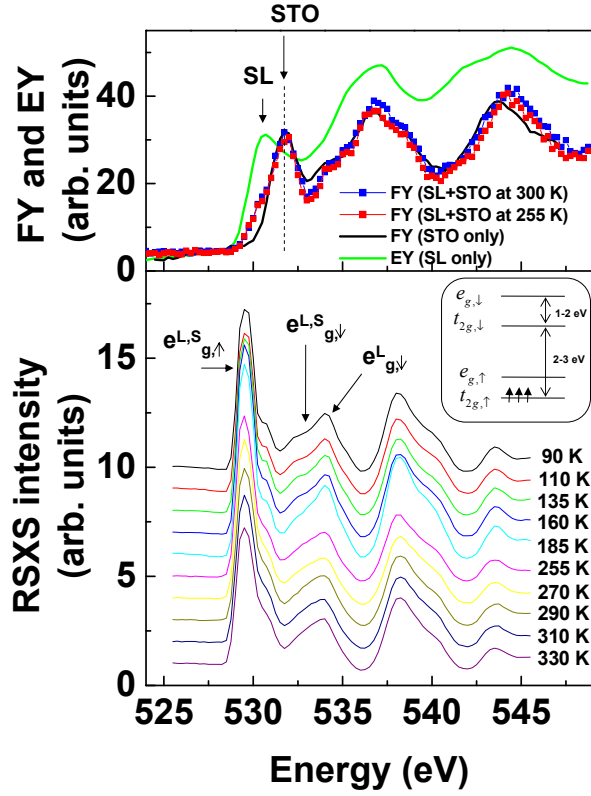 STO
SL
FY and EY
(arb. units)
40
20
0
FY (SL+STO at 300 K)
FY (SL+STO at 255 K)
FY (STO only)
EY (SL only)
RSXS intensity
(arb. units)
15
10
5
0
e^{L,S}_{g,↑}
e^{L,S}_{g,↓}
e^{L}_{g,↓}
e_{g,↓}
t_{2g,↓}
1-2 eV
2-3 eV
e_{g,↑}
t_{2g,↑}
90 K
110 K
135 K
160 K
185 K
255 K
270 K
290 K
310 K
330 K
525 530 535 540 545
Energy (eV)